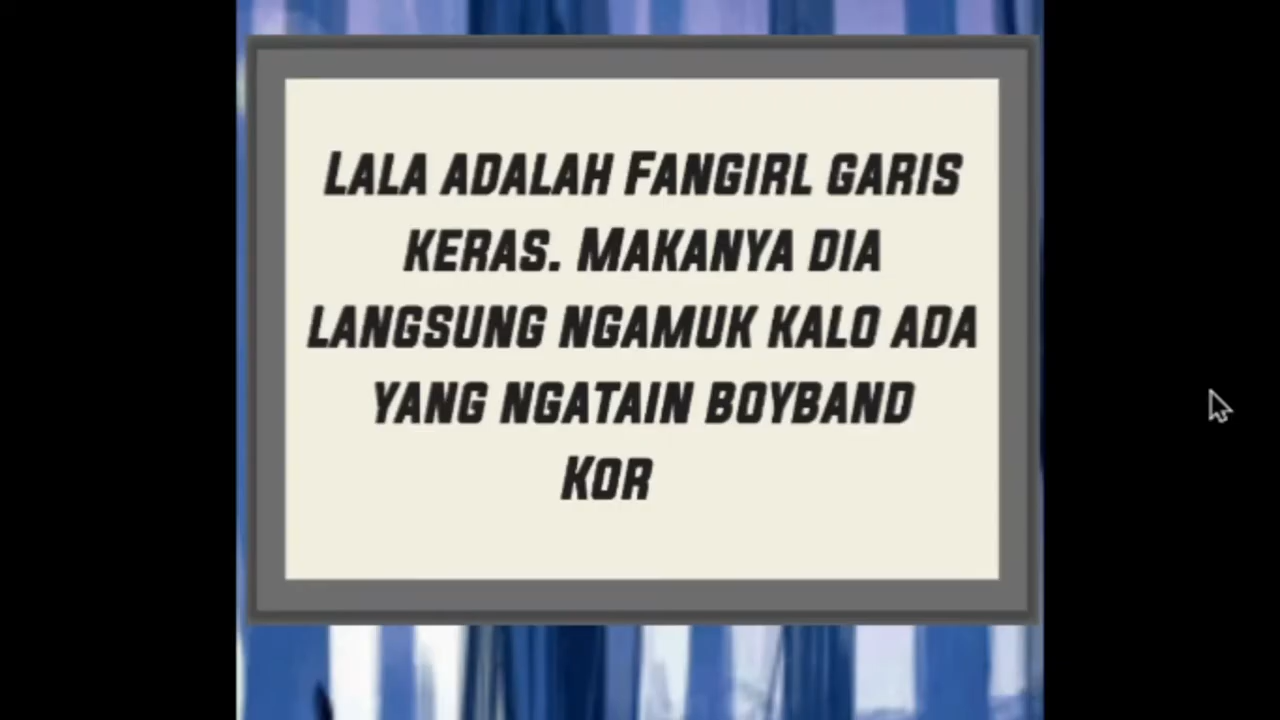 Lala adalah Fangirl garis
keras. Makanya dia
langsung ngamuk kalo ada
yang ngatain boyband
Kor